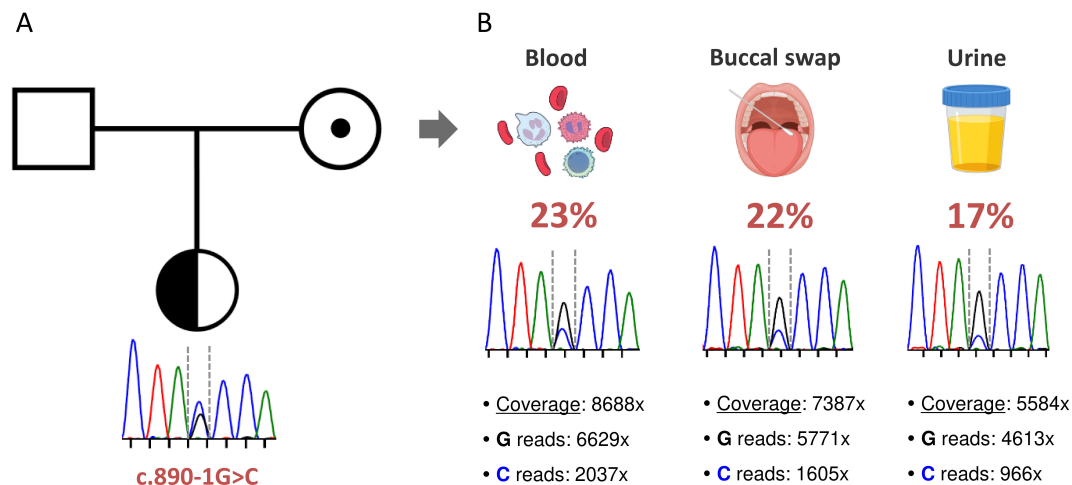 A
B
Blood
Buccal swap
Urine
23%
22%
17%
• Coverage: 8688x
• G reads: 6629x
• C reads: 2037x
• Coverage: 7387x
• G reads: 5771x
• C reads: 1605x
• Coverage: 5584x
• G reads: 4613x
• C reads: 966x
c.890-1G>C